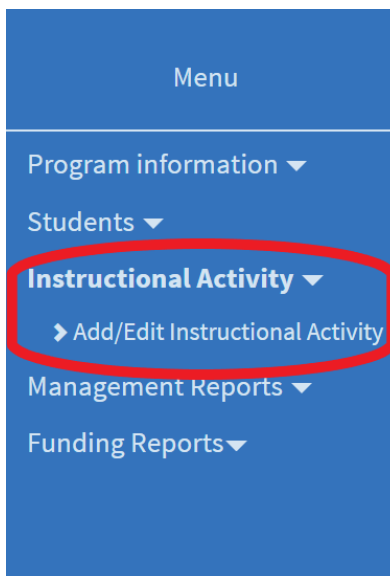 Menu
Program information
Students
Instructional Activity
Add/Edit Instructional Activity
Management Reports
Funding Reports